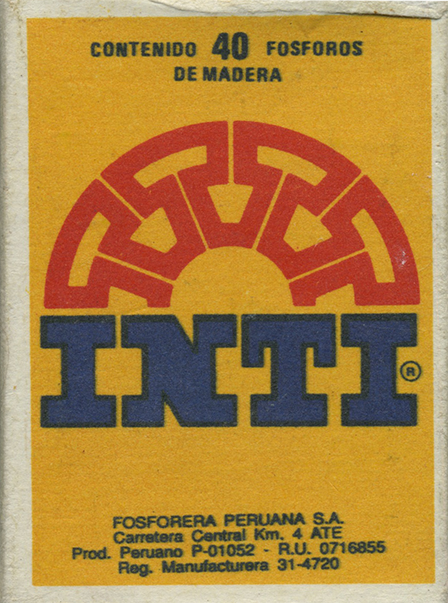 CONTENIDO 40 FOSFOROS
DE MADERA
INTI ®
FOSFORERA PERUANA S.A.
Carretera Central Km. 4 ATE
Prod. Peruano P-01052 - R.U. 0716855
Reg. Manufacturera 31-4720